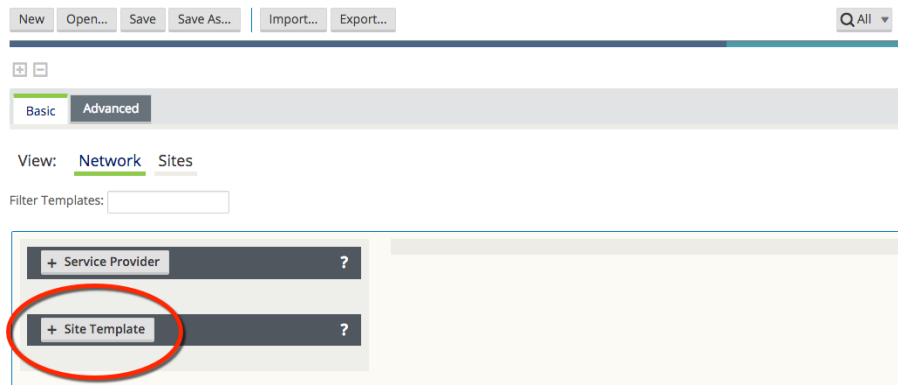 New Open... Save Save As... Import... Export... All
Basic Advanced
View: Network Sites
Filter Templates:
+ Service Provider ?
+ Site Template ?